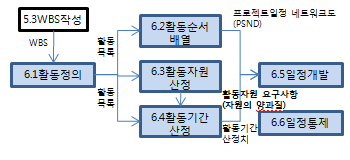 5.3WBS작성
WBS
6.1활동정의
활동
목록
활동
목록
6.2활동순서
배열
6.3활동자원
산정
6.4활동기간
산정
프로젝트일정 네트워크도
(PSND)
6.5일정개발
활동자원 요구사항
(자원의 양과질)
활동기간
산정치
6.6일정통제